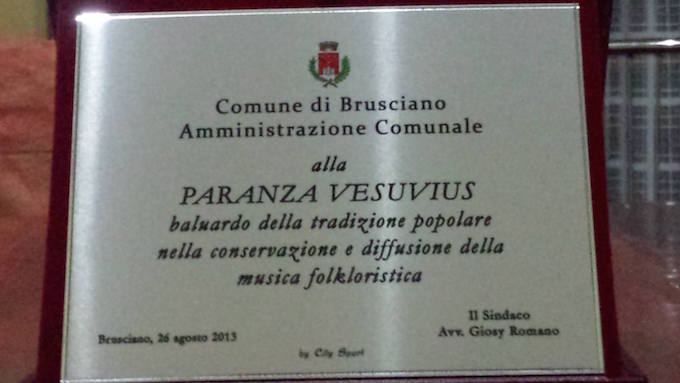 Comune di Brusciano
Amministrazione Comunale
alla
PARANZA VESUVIUS
baluardo della tradizione popolare
nella conservazione e diffusione della
musica folkloristica
Il Sindaco
Brusciano, 26 agosto 2013
Avv. Giosy Romano
by City Sport